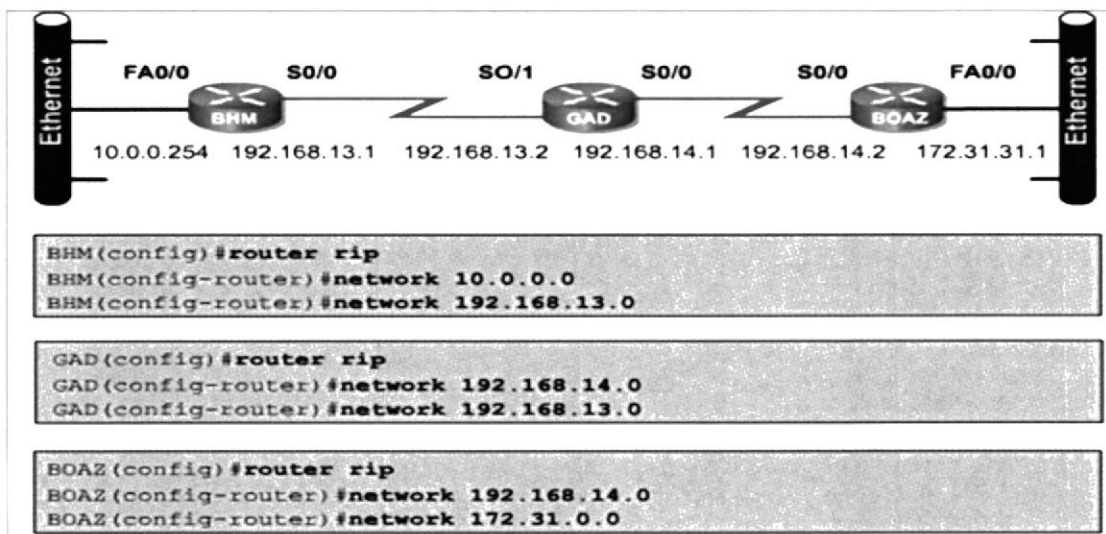 Ethernet
FA0/0 S0/0 SO/1 S0/0 S0/0 FA0/0
BHM GAD BOAZ
10.0.0.254 192.168.13.1 192.168.13.2 192.168.14.1 192.168.14.2 172.31.31.1
Ethernet
BHM(config)#router rip
BHM(config-router)#network 10.0.0.0
BHM(config-router)#network 192.168.13.0
GAD(config)#router rip
GAD(config-router)#network 192.168.14.0
GAD(config-router)#network 192.168.13.0
BOAZ(config)#router rip
BOAZ(config-router)#network 192.168.14.0
BOAZ(config-router)#network 172.31.0.0